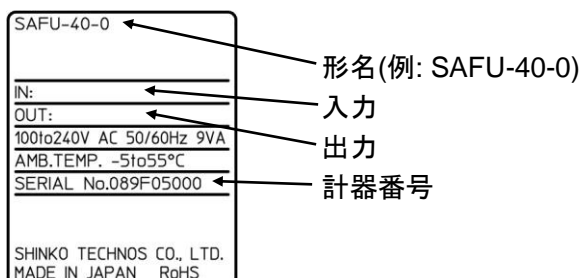 SAFU-40-0
形名(例: SAFU-40-0)
IN:
入力
OUT:
出力
100to240V AC 50/60Hz 9VA
AMB.TEMP. -5to55°C
SERIAL No.089F05000
計器番号
SHINKO TECHNOS CO., LTD.
MADE IN JAPAN RoHS